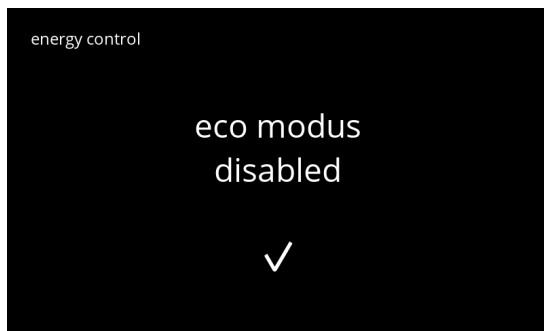 energy control
eco modus
disabled